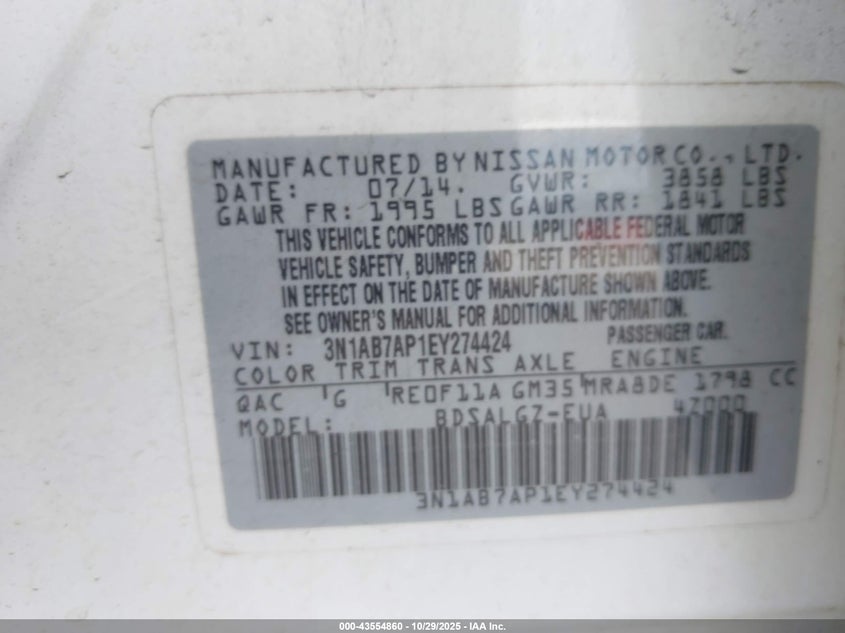 MANUFACTURED BY NISSAN MOTOR CO., LTD.
DATE: 07/14. GVWR: 3858 LBS
GAWR FR: 1995 LBS GAWR RR: 1841 LBS
THIS VEHICLE CONFORMS TO ALL APPLICABLE FEDERAL MOTOR
VEHICLE SAFETY, BUMPER AND THEFT PREVENTION STANDARDS
IN EFFECT ON THE DATE OF MANUFACTURE SHOWN ABOVE.
SEE OWNER'S MANUAL FOR ADDITIONAL INFORMATION.
VIN: 3N1AB7AP1EY274424 PASSENGER CAR.
COLOR TRIM TRANS AXLE ENGINE
QAC G RE0F11A GM35 MRA8DE 1798 CC
MODEL: BDSALGZ-EUA 4Z000
3N1AB7AP1EY274424
000-43554860 - 10/29/2025 - IAA Inc.